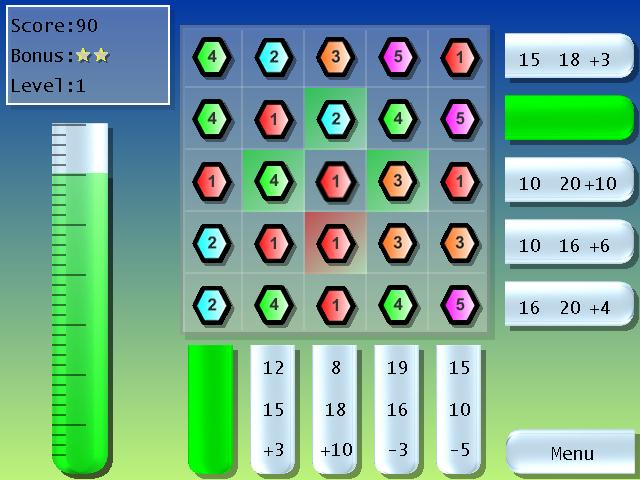 Score:90
Bonus:
Level:1
4 2 3 5 1
15 18 +3
4 1 2 4 5
1 4 1 3 1
10 20 +10
2 1 1 3 3
10 16 +6
2 4 1 4 5
16 20 +4
12 8 19 15
15 18 16 10
+3 +10 -3 -5
Menu